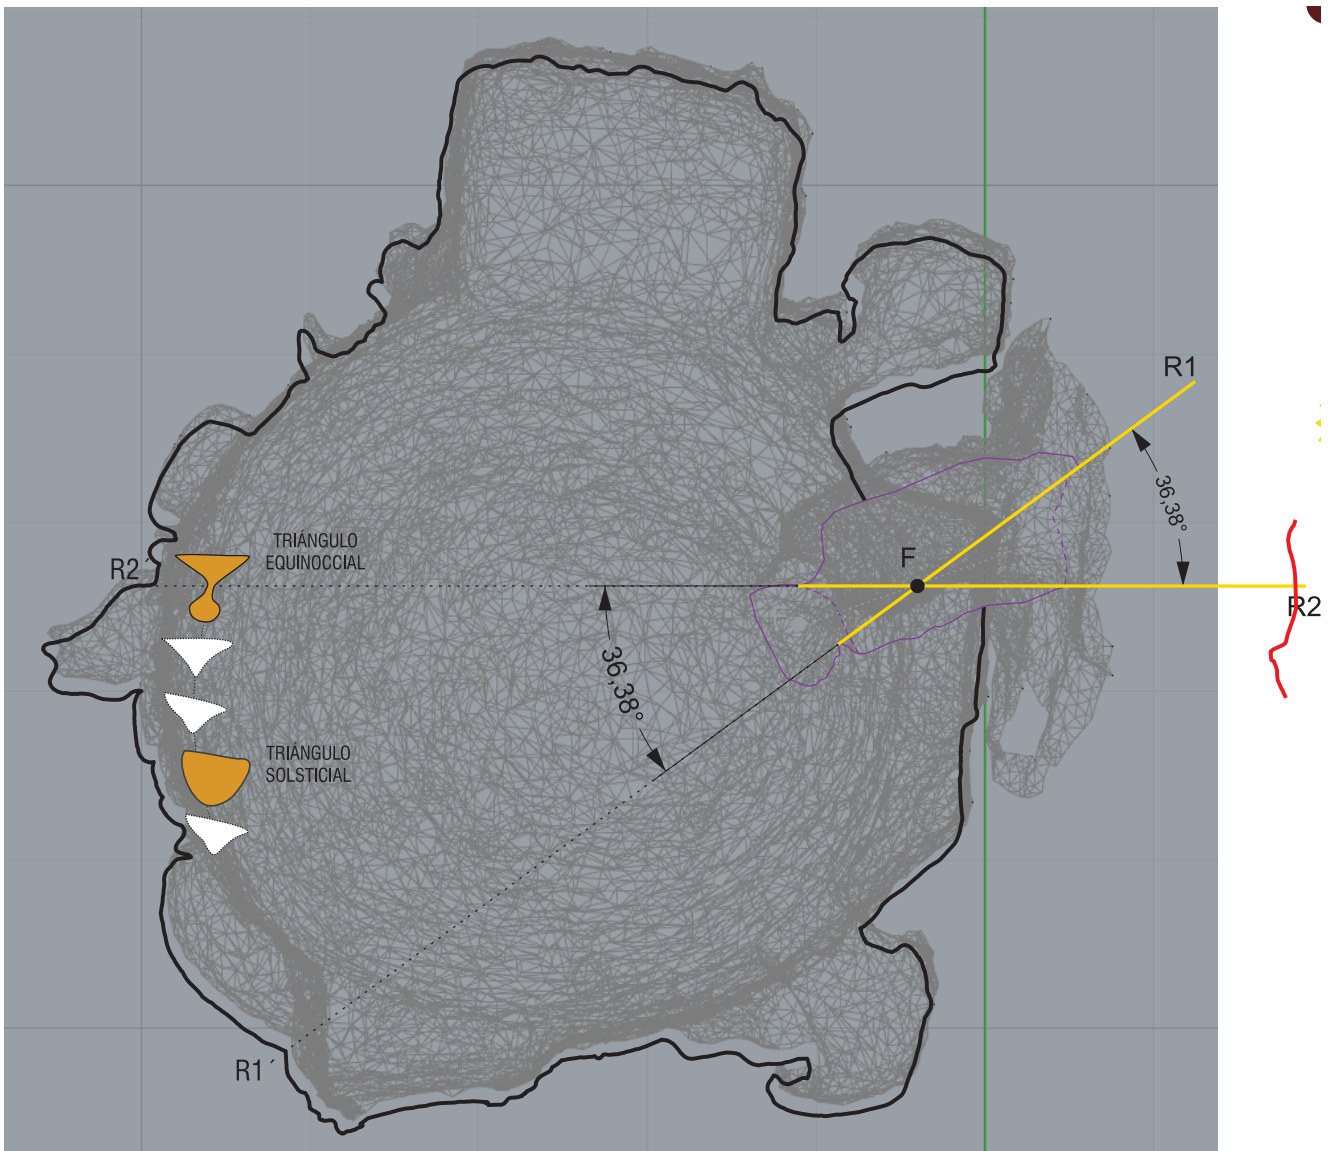 R1
36,38°
TRIÁNGULO
EQUINOCCIAL
R2´
F
R2
36,38°
TRIÁNGULO
SOLSTICIAL
R1´